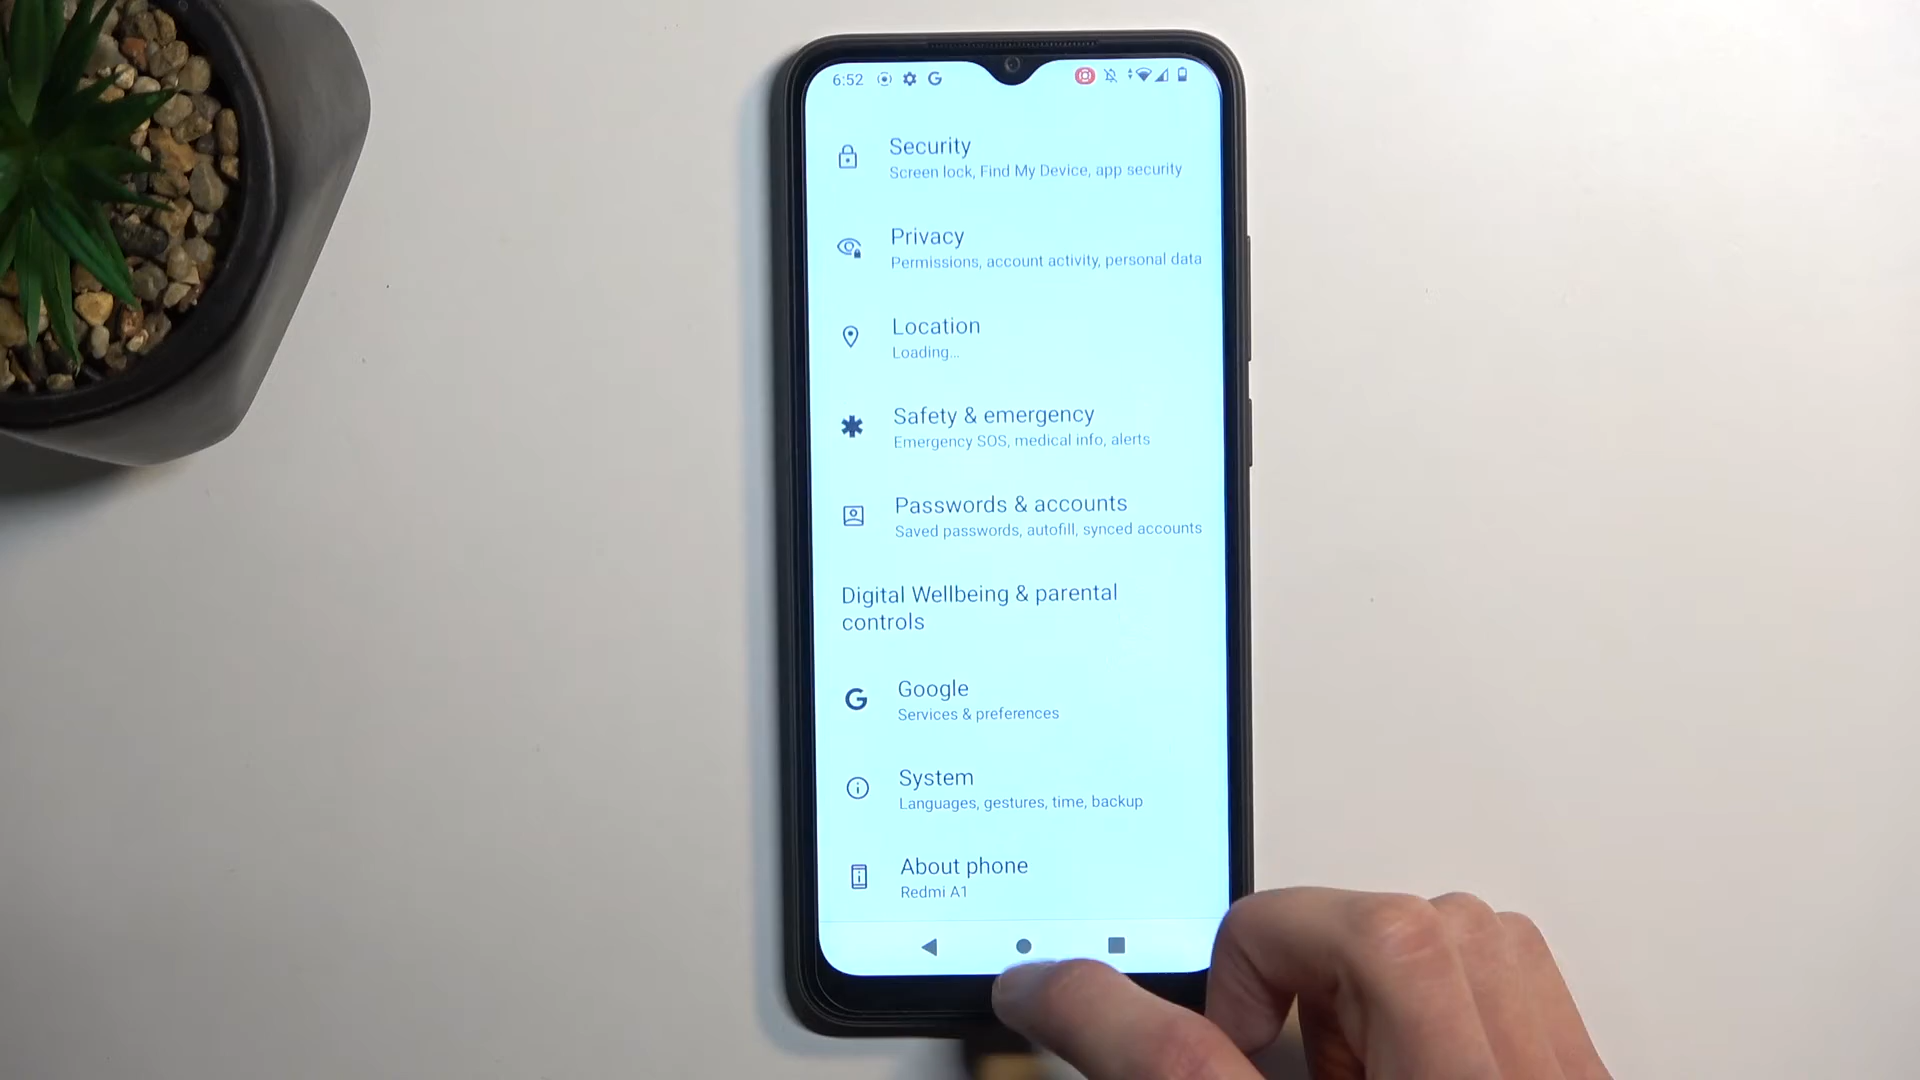 6:52
Security
Screen lock, Find My Device, app security
Privacy
Permissions, account activity, personal data
Location
Loading...
Safety & emergency
Emergency SOS, medical info, alerts
Passwords & accounts
Saved passwords, autofill, synced accounts
Digital Wellbeing & parental
controls
Google
Services & preferences
System
Languages, gestures, time, backup
About phone
Redmi A1